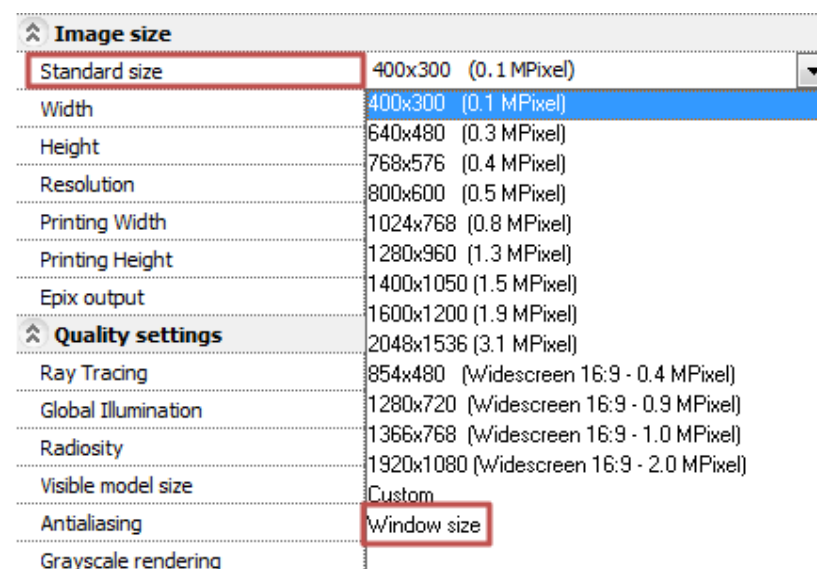 Image size
Standard size 400x300 (0.1 MPixel)
Width 400x300 (0.1 MPixel)
640x480 (0.3 MPixel)
Height 768x576 (0.4 MPixel)
Resolution 800x600 (0.5 MPixel)
Printing Width 1024x768 (0.8 MPixel)
Printing Height 1280x960 (1.3 MPixel)
Epix output 1400x1050 (1.5 MPixel)
1600x1200 (1.9 MPixel)
Quality settings 2048x1536 (3.1 MPixel)
Ray Tracing 854x480 (Widescreen 16:9 - 0.4 MPixel)
Global Illumination 1280x720 (Widescreen 16:9 - 0.9 MPixel)
Radiosity 1366x768 (Widescreen 16:9 - 1.0 MPixel)
1920x1080 (Widescreen 16:9 - 2.0 MPixel)
Visible model size Custom
Antialiasing Window size
Grayscale rendering